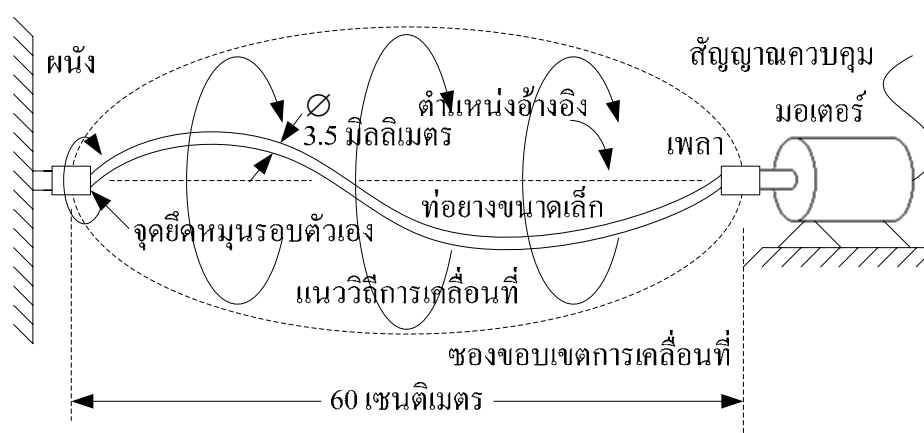 ผนัง
สัญญาณควบคุม
มอเตอร์
ตำแหน่งอ้างอิง
∅
3.5 มิลลิเมตร
เพลา
ท่อยางขนาดเล็ก
จุดยึดหมุนรอบตัวเอง
แนววิถีการเคลื่อนที่
ซองขอบเขตการเคลื่อนที่
60 เซนติเมตร